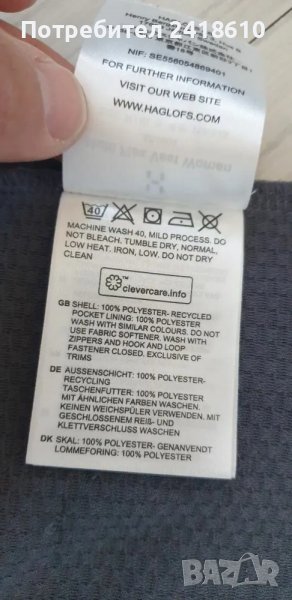 Потребител 2418610
HA
NIF: SE556054869401
FOR FURTHER INFORMATION
VISIT OUR WEB SITE
WWW.HAGLOFS.COM
Women
40
MACHINE WASH 40, MILD PROCESS. DO
NOT BLEACH. TUMBLE DRY, NORMAL,
LOW HEAT. IRON, LOW. DO NOT DRY
CLEAN
clevercare.info
GB SHELL: 100% POLYESTER- RECYCLED
POCKET LINING: 100% POLYESTER
WASH WITH SIMILAR COLOURS. DO NOT
USE FABRIC SOFTENER. WASH WITH
ZIPPERS AND HOOK AND LOOP
FASTENER CLOSED. EXCLUSIVE OF
TRIMS
DE AUSSENSCHICHT: 100% POLYESTER-
RECYCLING
TASCHENFUTTER: 100% POLYESTER
MIT ÄHNLICHEN FARBEN WASCHEN.
KEINEN WEICHSPÜLER VERWENDEN. MIT
GESCHLOSSENEM REIß- UND
KLETTVERSCHLUSS WASCHEN
DK SKAL: 100% POLYESTER- GENANVENDT
LOMMEFORING: 100% POLYESTER
BAZAR